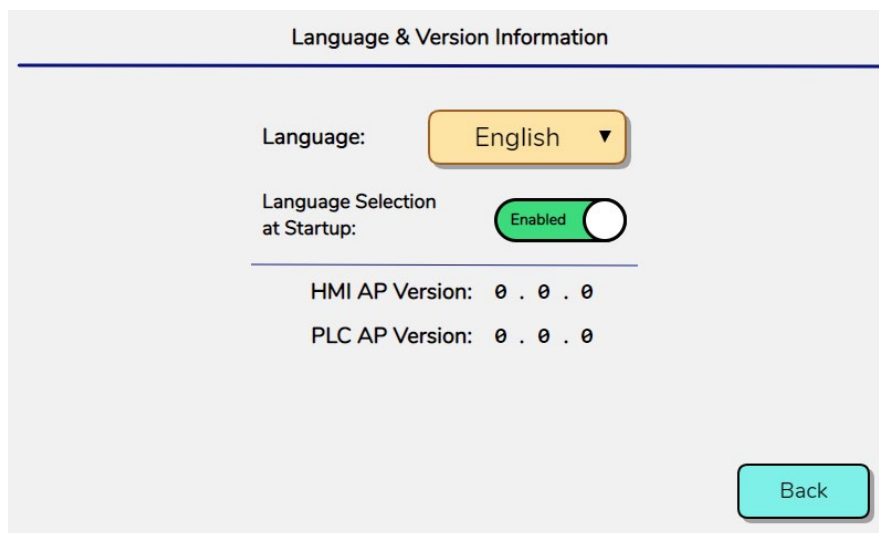 Language & Version Information
Language: English ▼
Language Selection
at Startup: Enabled
HMI AP Version: 0 . 0 . 0
PLC AP Version: 0 . 0 . 0
Back